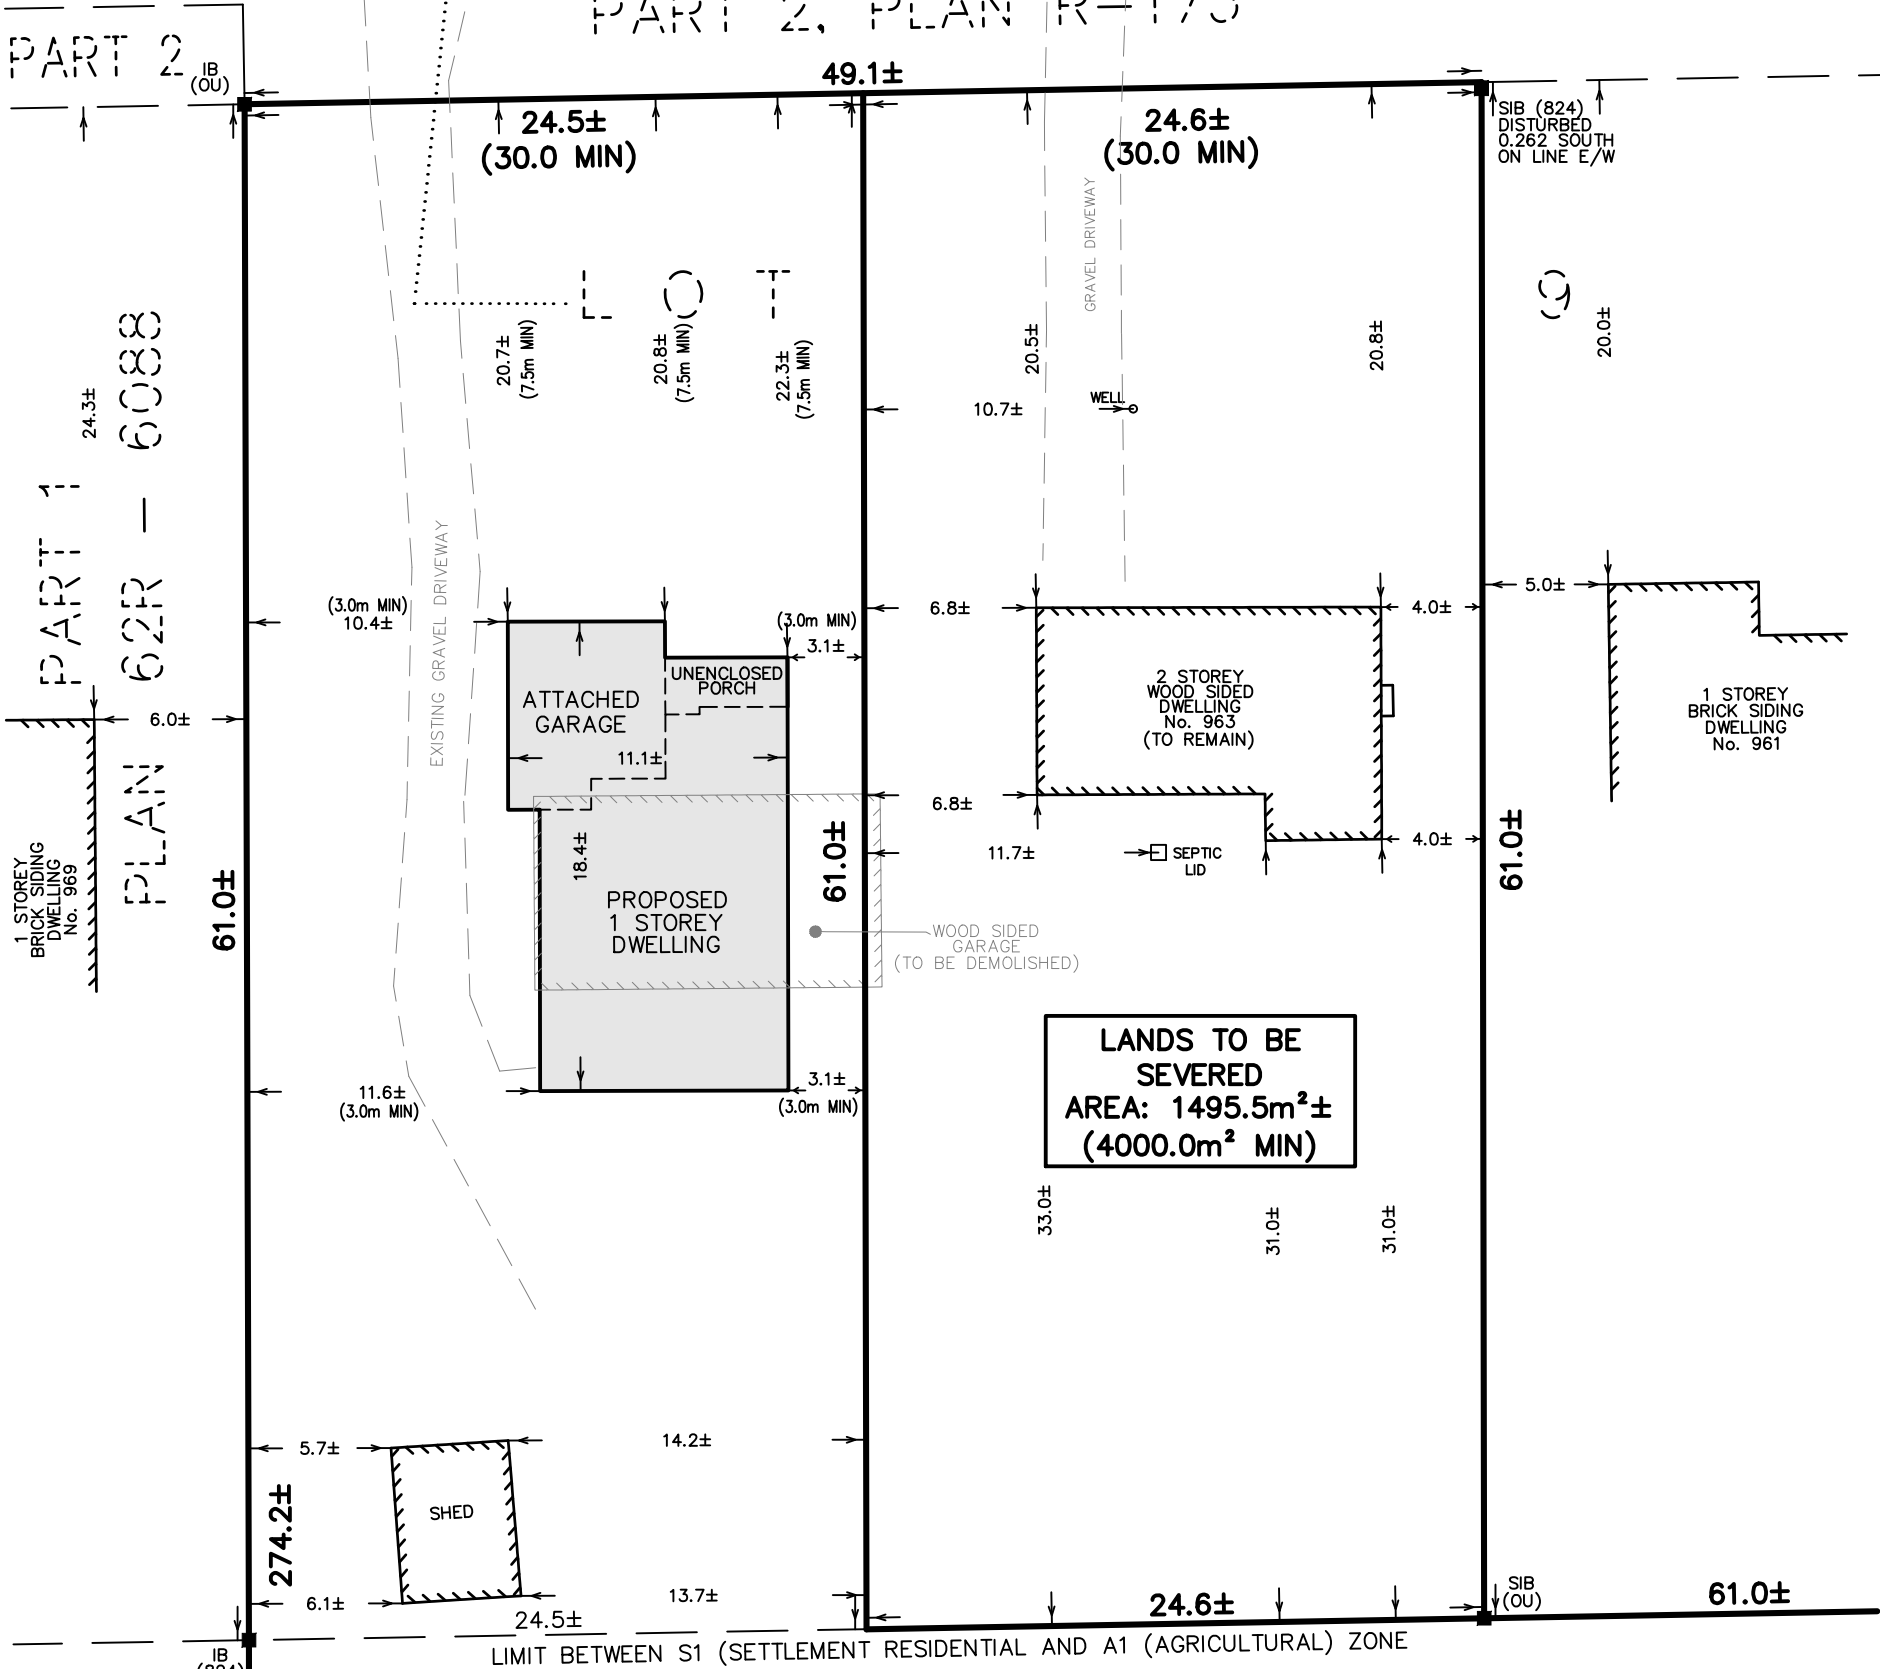 PART 2, PLAN R-175
PART 2
IB
(OU)
49.1±
24.5±
(30.0 MIN)
24.6±
(30.0 MIN)
SIB (824)
DISTURBED
0.262 SOUTH
ON LINE E/W
GRAVEL DRIVEWAY
LOT 9
PART 1
PLAN 62R - 6088
24.3±
20.7±
(7.5m MIN)
20.8±
(7.5m MIN)
22.3±
(7.5m MIN)
20.5±
20.8±
20.0±
10.7±
WELL
EXISTING GRAVEL DRIVEWAY
(3.0m MIN)
10.4±
(3.0m MIN)
3.1±
6.8±
4.0±
5.0±
ATTACHED
GARAGE
UNENCLOSED
PORCH
11.1±
2 STOREY
WOOD SIDED
DWELLING
No. 963
(TO REMAIN)
1 STOREY
BRICK SIDING
DWELLING
No. 961
6.0±
1 STOREY
BRICK SIDING
DWELLING
No. 969
61.0±
18.4±
61.0±
6.8±
4.0±
61.0±
11.7±
SEPTIC
LID
PROPOSED
1 STOREY
DWELLING
WOOD SIDED
GARAGE
(TO BE DEMOLISHED)
LANDS TO BE
SEVERED
AREA: 1495.5m²±
(4000.0m² MIN)
11.6±
(3.0m MIN)
3.1±
(3.0m MIN)
33.0±
31.0±
31.0±
5.7±
14.2±
SHED
274.2±
6.1±
13.7±
24.5±
24.6±
SIB
(OU)
61.0±
LIMIT BETWEEN S1 (SETTLEMENT RESIDENTIAL AND A1 (AGRICULTURAL) ZONE
IB
(824)